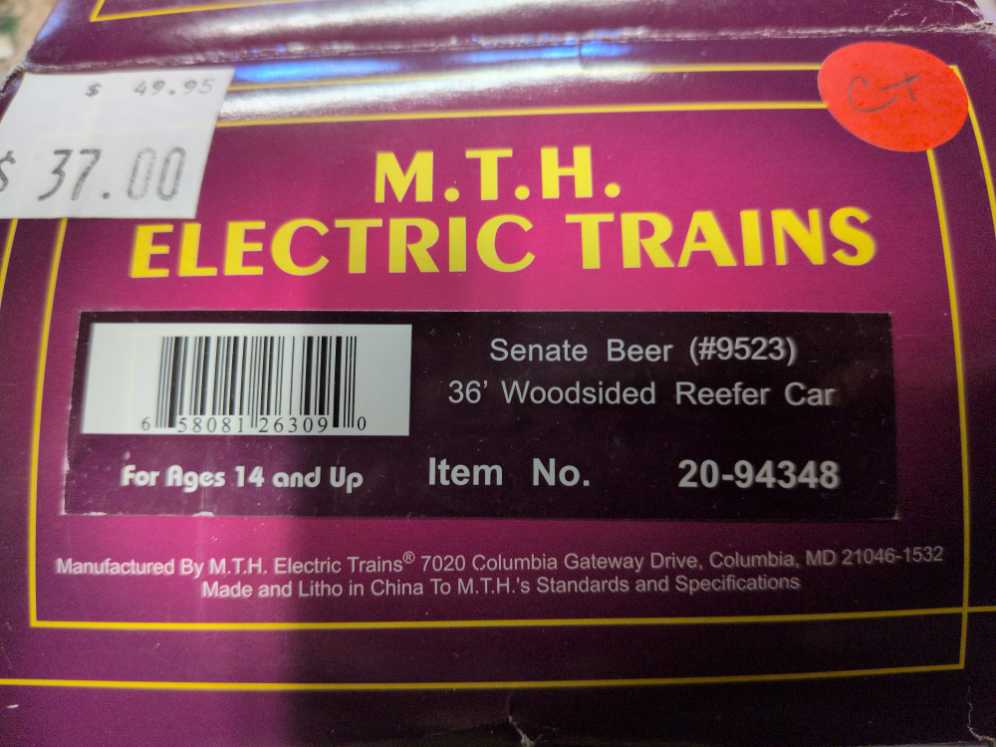 $ 49.95
$ 37.00
C+
M.T.H.
ELECTRIC TRAINS
Senate Beer (#9523)
36' Woodsided Reefer Car
6 58081 26309 0
For Ages 14 and Up
Item No. 20-94348
Manufactured By M.T.H. Electric Trains® 7020 Columbia Gateway Drive, Columbia, MD 21046-1532
Made and Litho in China To M.T.H.'s Standards and Specifications